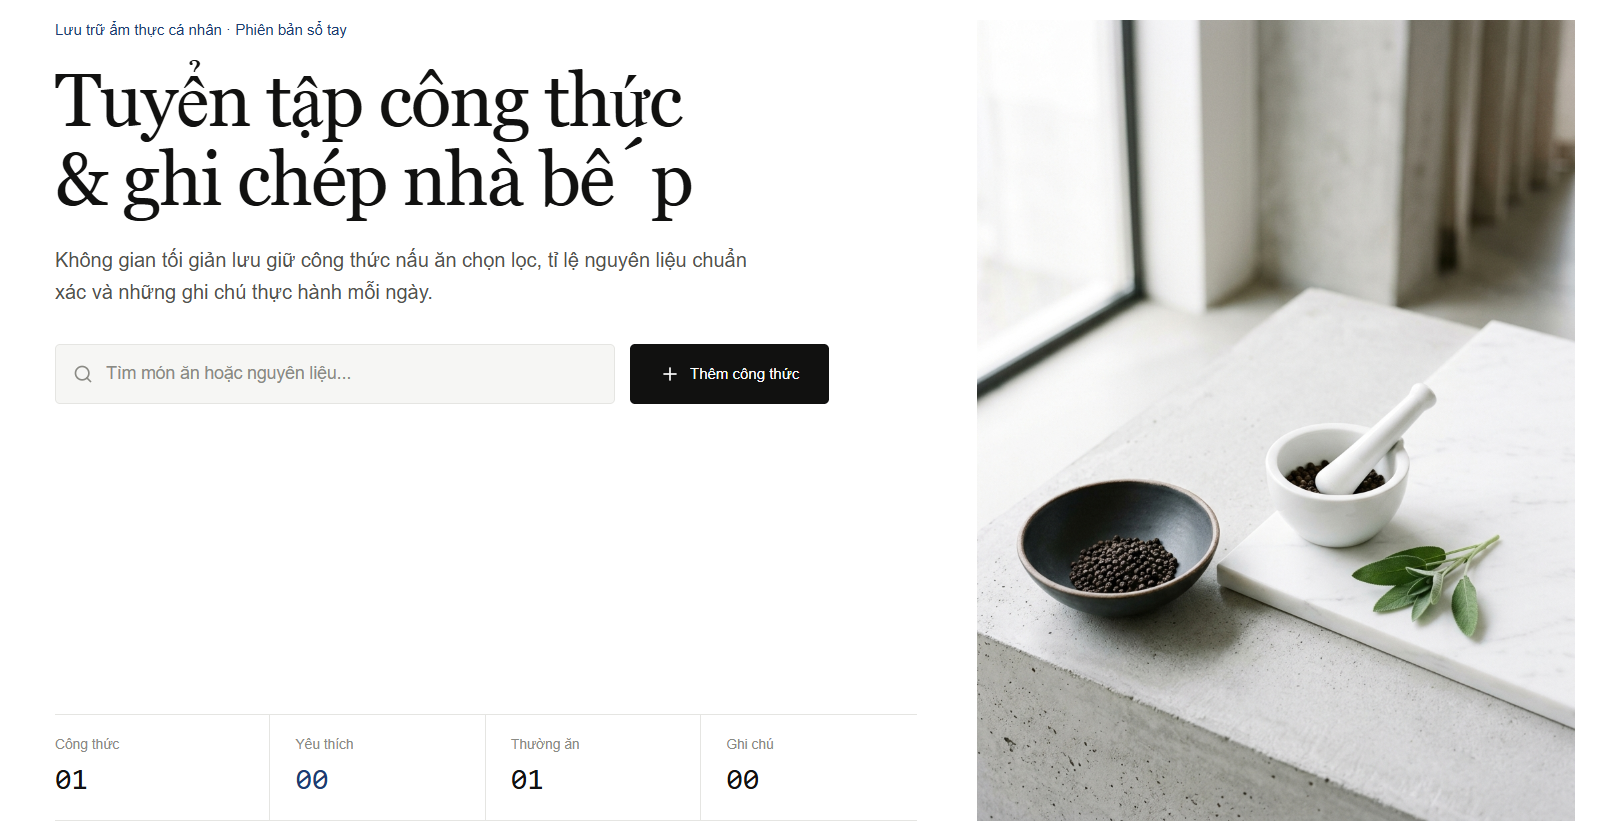 Lưu trữ ẩm thực cá nhân · Phiên bản sổ tay
Tuyển tập công thức
& ghi chép nhà bếp
Không gian tối giản lưu giữ công thức nấu ăn chọn lọc, tỉ lệ nguyên liệu chuẩn
xác và những ghi chú thực hành mỗi ngày.
Tìm món ăn hoặc nguyên liệu...
Thêm công thức
Công thức
01
Yêu thích
00
Thường ăn
01
Ghi chú
00